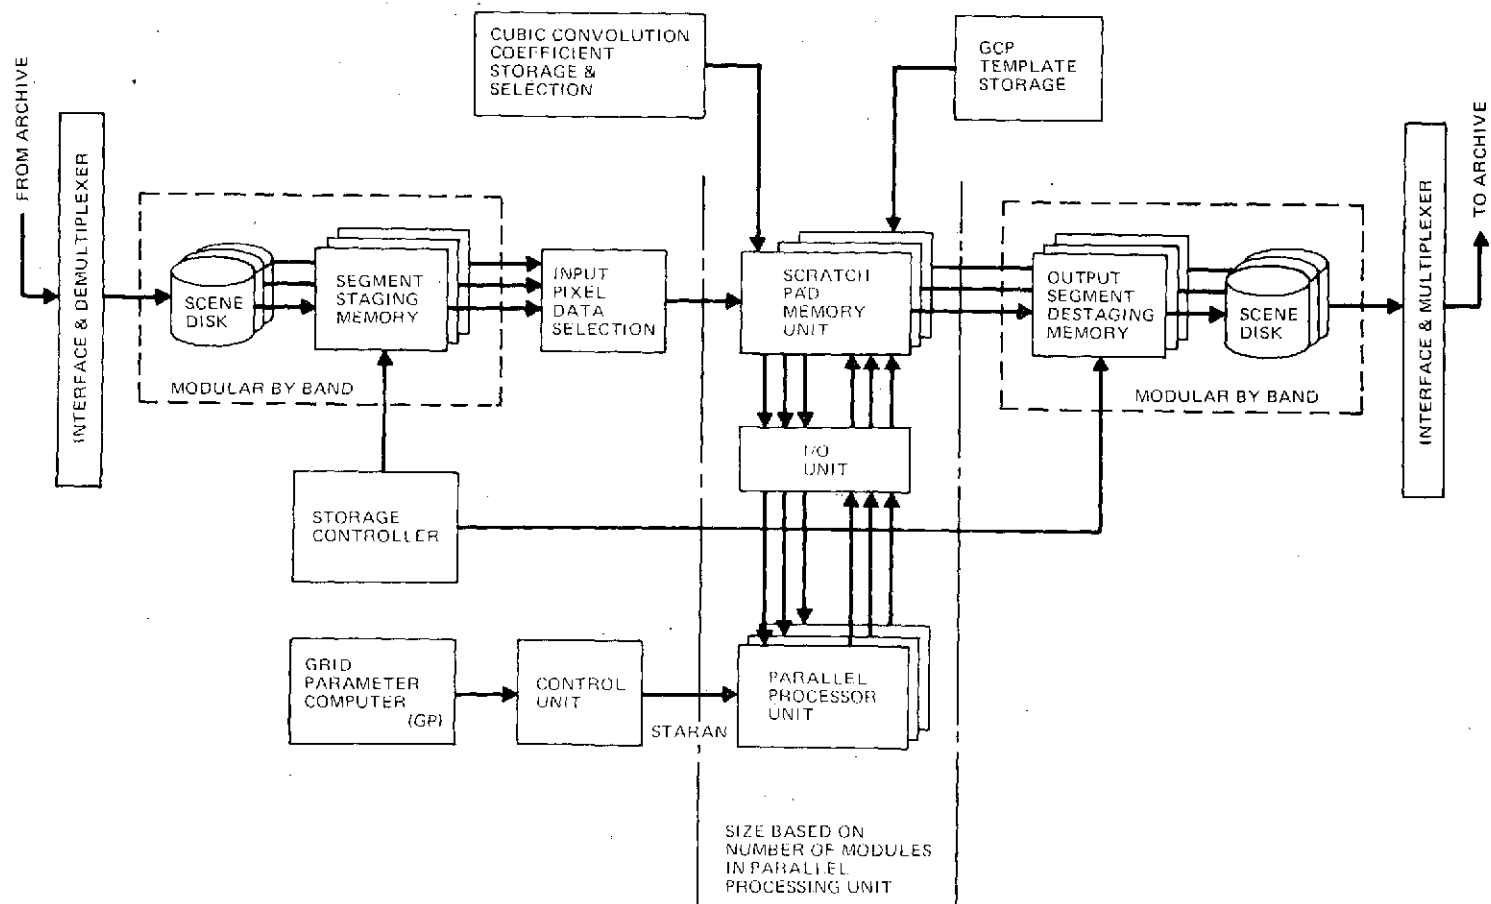 CUBIC CONVOLUTION
COEFFICIENT
STORAGE &
SELECTION
GCP
TEMPLATE
STORAGE
FROM ARCHIVE
INTERFACE & DEMULTIPLEXER
SCENE
DISK
SEGMENT
STAGING
MEMORY
MODULAR BY BAND
INPUT
PIXEL
DATA
SELECTION
SCRATCH
PAD
MEMORY
UNIT
OUTPUT
SEGMENT
DESTAGING
MEMORY
SCENE
DISK
MODULAR BY BAND
INTERFACE & MULTIPLEXER
TO ARCHIVE
I/O
UNIT
STORAGE
CONTROLLER
GRID
PARAMETER
COMPUTER
(GP)
CONTROL
UNIT
STARAN
PARALLEL
PROCESSOR
UNIT
SIZE BASED ON
NUMBER OF MODULES
IN PARALLEL
PROCESSING UNIT